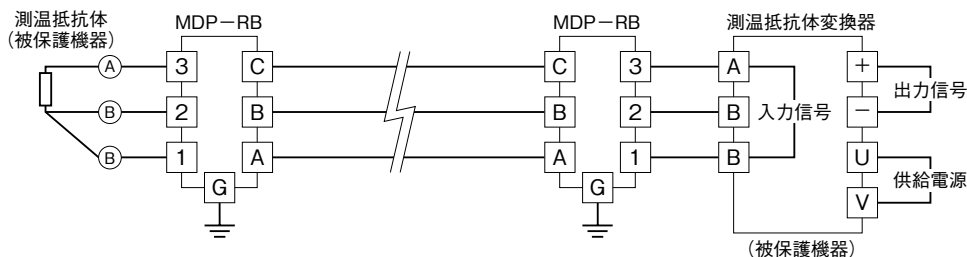 測温抵抗体
（被保護機器）
MDP−RB
MDP−RB
測温抵抗体変換器
A 3 C C 3 A +
出力信号
B 2 B B 2 B 入力信号 −
B 1 A A 1 B U
供給電源
G G V
（被保護機器）